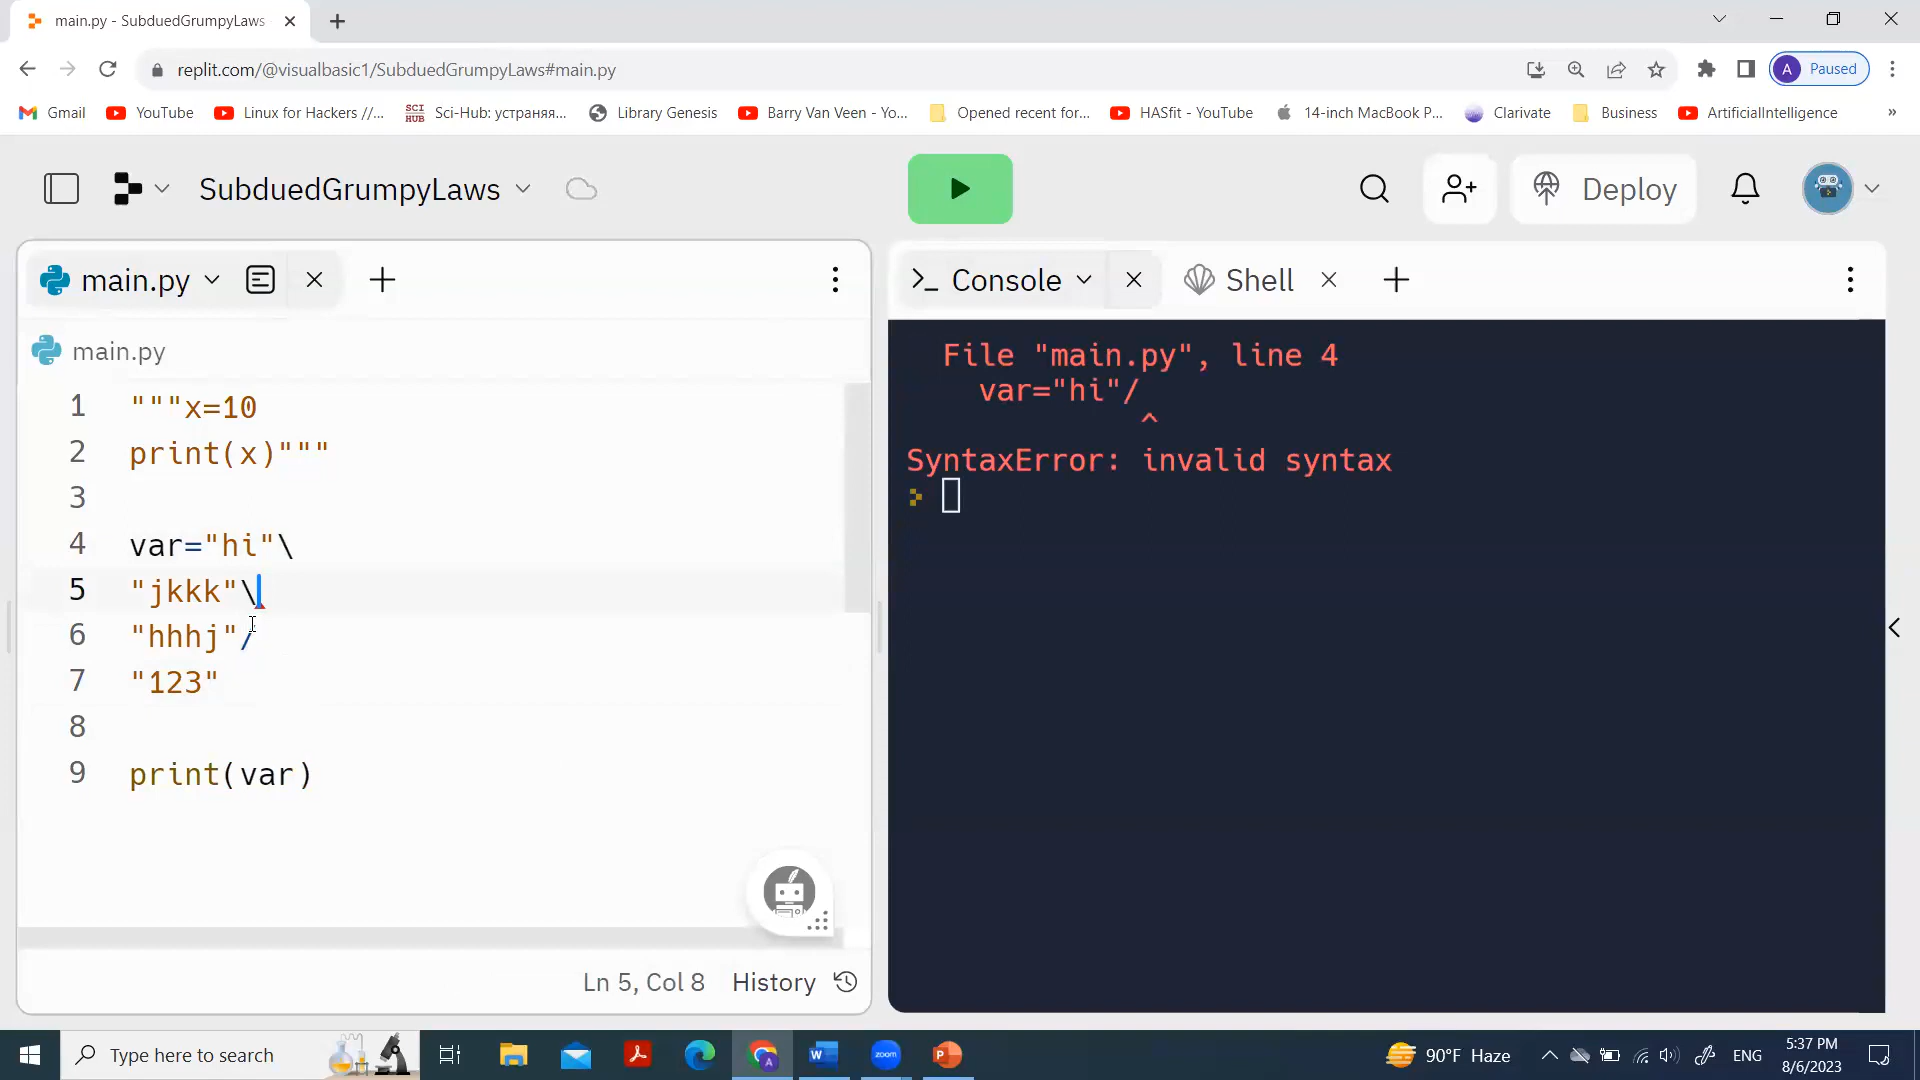 main.py - SubduedGrumpyLaws
replit.com/@visualbasic1/SubduedGrumpyLaws#main.py
A Paused
Gmail YouTube Linux for Hackers //... SCI HUB Sci-Hub: устраняя... Library Genesis Barry Van Veen - Yo... Opened recent for... HASfit - YouTube 14-inch MacBook P... Clarivate Business ArtificialIntelligence »
SubduedGrumpyLaws Deploy
main.py
>_ Console Shell
main.py
1 """x=10
2 print(x)"""
3
4 var="hi"\
5 "jkkk"\
6 "hhhj"/
7 "123"
8
9 print(var)
Ln 5, Col 8 History
File "main.py", line 4
var="hi"/
^
SyntaxError: invalid syntax
Type here to search
W zoom P
90°F Haze ENG
5:37 PM
8/6/2023